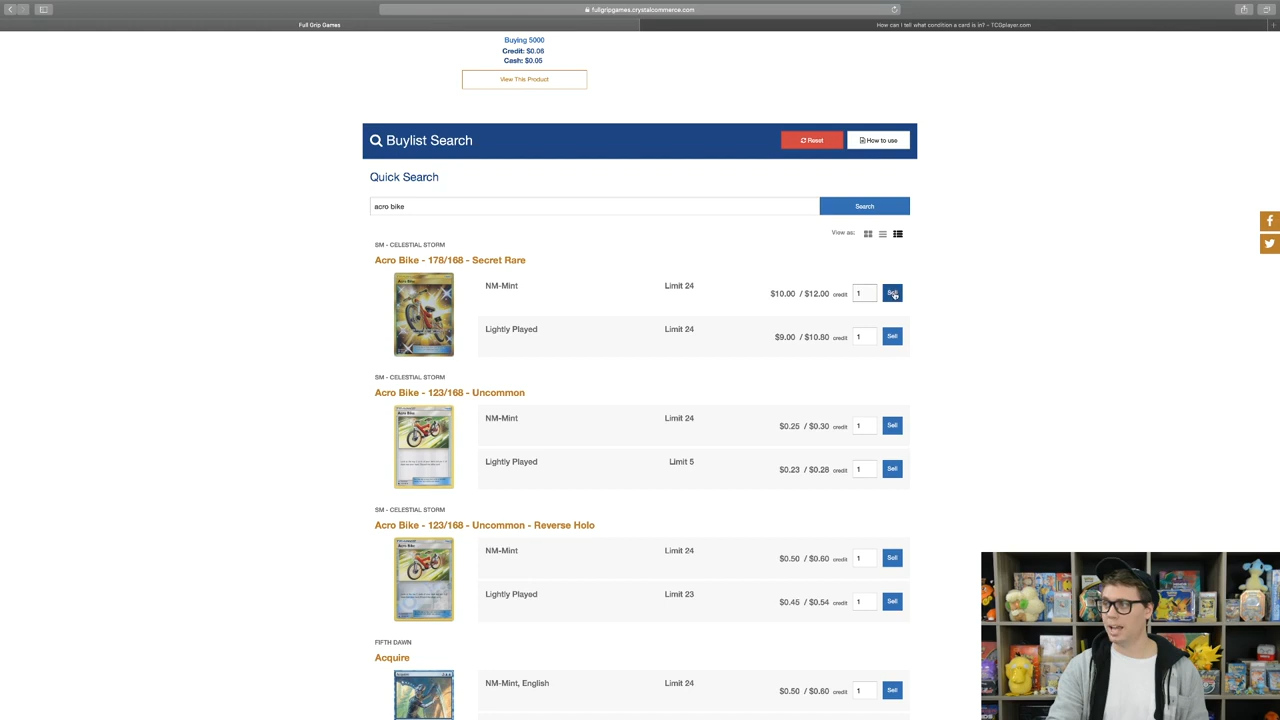 fullgripgames.crystalcommerce.com
Full Grip Games
How can I tell what condition a card is in? - TCGplayer.com
Buying 5000
Credit: $0.08
Cash: $0.05
View This Product
Buylist Search
Reset
How to use
Quick Search
acro bike
Search
View as:
SM - CELESTIAL STORM
Acro Bike - 178/168 - Secret Rare
NM-Mint Limit 24 $10.00 / $12.00 credit 1 Sell
Lightly Played Limit 24 $9.00 / $10.80 credit 1 Sell
SM - CELESTIAL STORM
Acro Bike - 123/168 - Uncommon
NM-Mint Limit 24 $0.25 / $0.30 credit 1 Sell
Lightly Played Limit 5 $0.23 / $0.28 credit 1 Sell
SM - CELESTIAL STORM
Acro Bike - 123/168 - Uncommon - Reverse Holo
NM-Mint Limit 24 $0.50 / $0.60 credit 1 Sell
Lightly Played Limit 23 $0.45 / $0.54 credit 1 Sell
FIFTH DAWN
Acquire
NM-Mint, English Limit 24 $0.50 / $0.60 credit 1 Sell